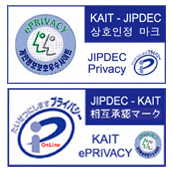 ePRIVACY
개인정보보호우수사이트
KAIT - JIPDEC
상호인정 마크
JIPDEC
Privacy
たいせつにします プライバシー
OnLine
JIPDEC - KAIT
相互承認マーク
KAIT
ePRIVACY